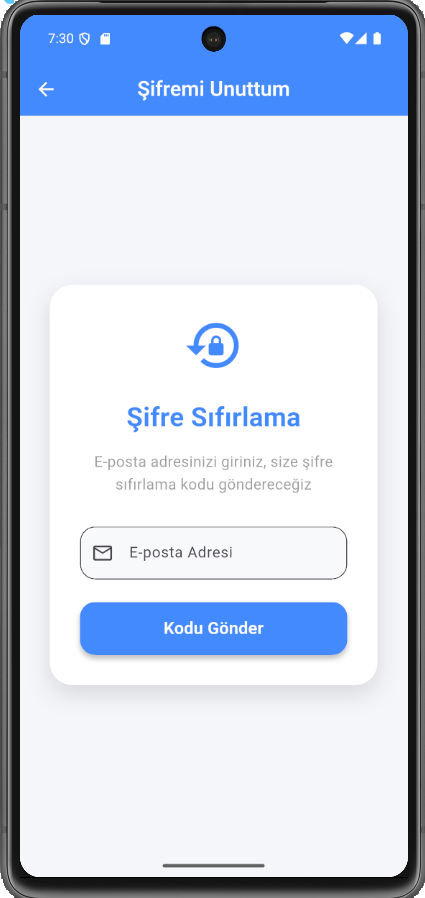 7:30
Şifremi Unuttum
Şifre Sıfırlama
E-posta adresinizi giriniz, size şifre
sıfırlama kodu göndereceğiz
E-posta Adresi
Kodu Gönder